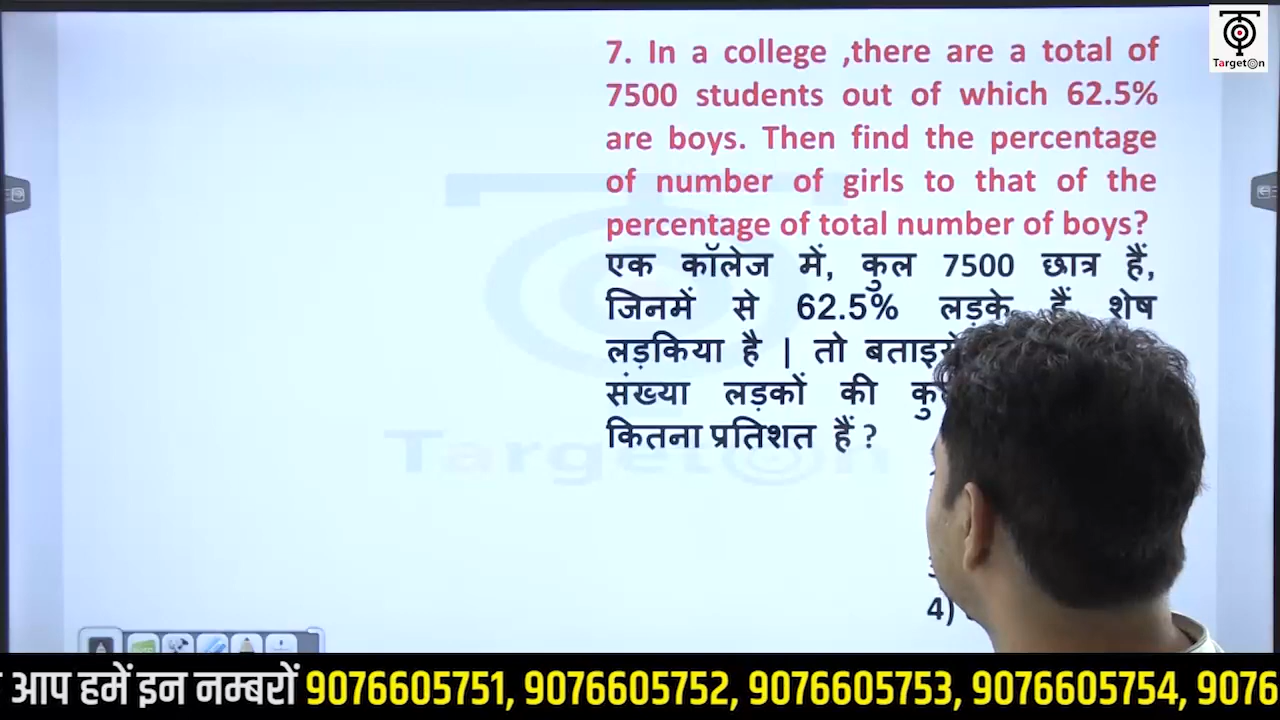 7. In a college ,there are a total of
7500 students out of which 62.5%
are boys. Then find the percentage
of number of girls to that of the
percentage of total number of boys?
एक कॉलेज में, कुल 7500 छात्र हैं,
जिनमें से 62.5% लड़के हैं शेष
लड़किया है | तो
संख्या लड़कों की
कितना प्रतिशत हैं ?
4)
TargetOn
TargetOn
आप हमें इन नम्बरों 9076605751, 9076605752, 9076605753, 9076605754, 9076